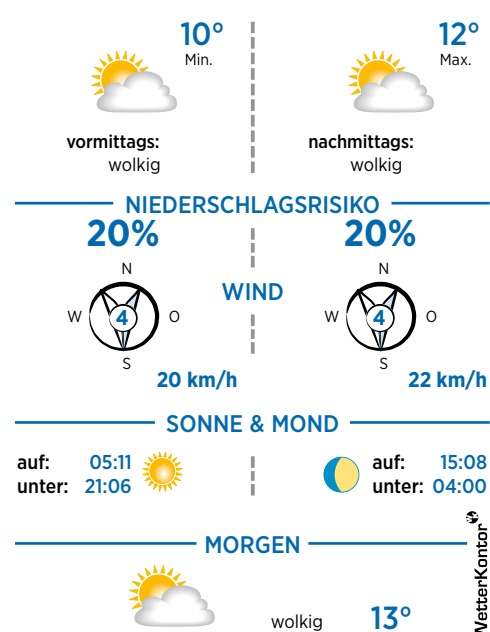 10° 12°
Min. Max.
vormittags: nachmittags:
wolkig wolkig
NIEDERSCHLAGSRISIKO
20% 20%
WIND
N N
W 4 O W 4 O
S S
20 km/h 22 km/h
SONNE & MOND
auf: 05:11 auf: 15:08
unter: 21:06 unter: 04:00
MORGEN
wolkig 13°
WetterKontor